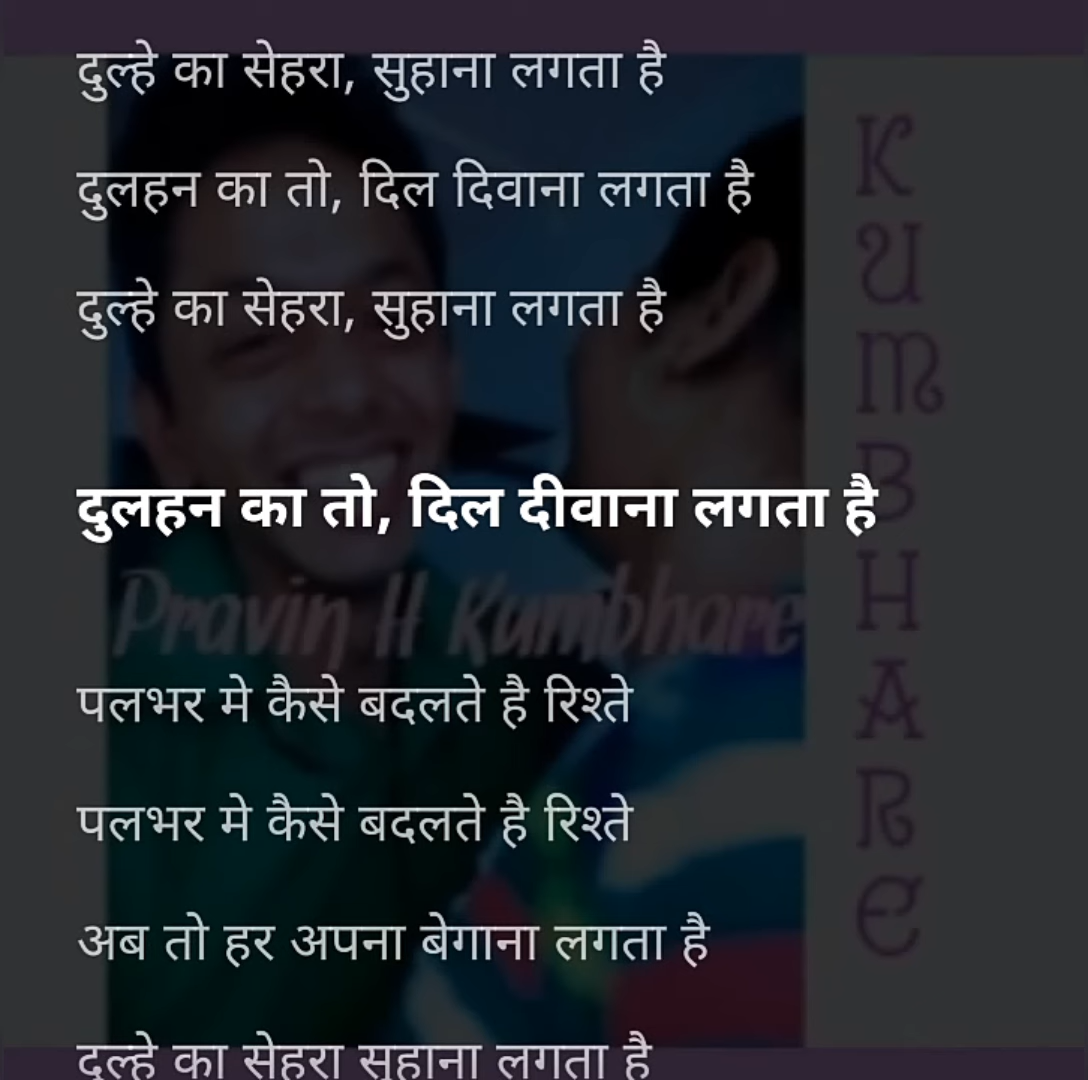 दुल्हे का सेहरा, सुहाना लगता है
दुलहन का तो, दिल दिवाना लगता है
दुल्हे का सेहरा, सुहाना लगता है
दुलहन का तो, दिल दीवाना लगता है
Pravin H Kumbhare
पलभर मे कैसे बदलते है रिश्ते
पलभर मे कैसे बदलते है रिश्ते
अब तो हर अपना बेगाना लगता है
दुल्हे का सेहरा सुहाना लगता है
KUMBHARE